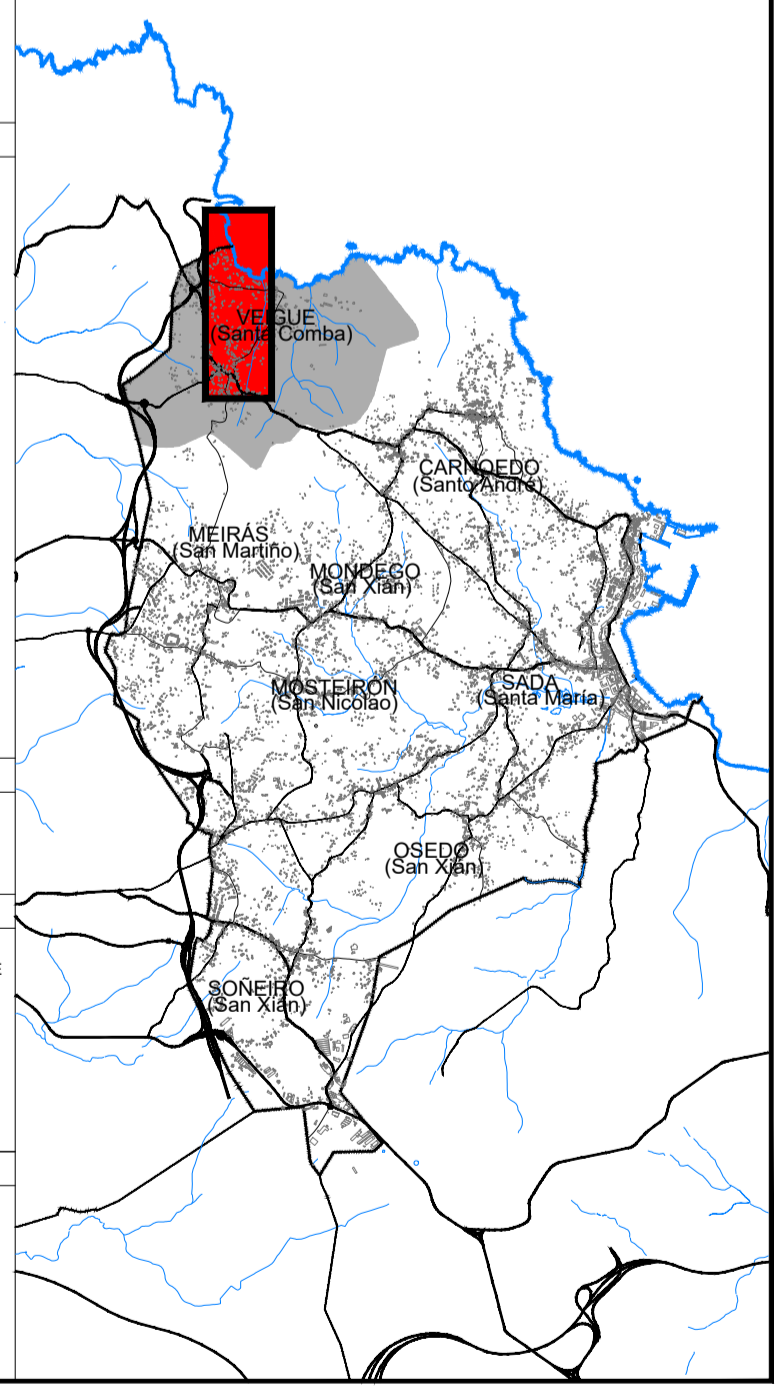 VEIGUE
(Santa Comba)
CARNOEDO
(Santo André)
MEIRÁS
(San Martiño)
MONDEGO
(San Xián)
MOSTEIRÓN
(San Nicolao)
SADA
(Santa María)
OSEDO
(San Xián)
SOÑEIRO
(San Xián)